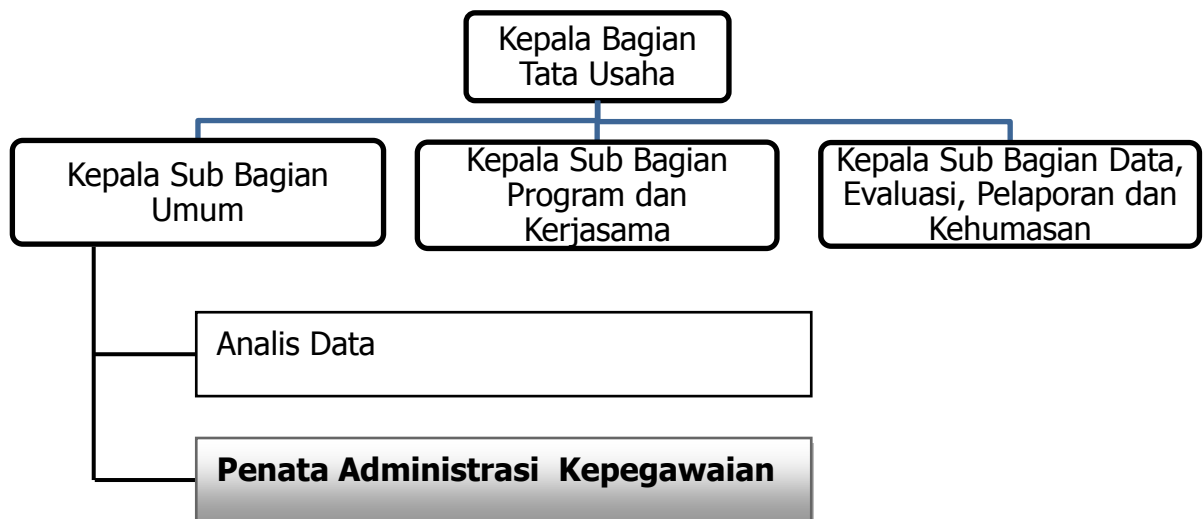 Kepala Bagian
Tata Usaha
Kepala Sub Bagian
Umum
Kepala Sub Bagian
Program dan
Kerjasama
Kepala Sub Bagian Data,
Evaluasi, Pelaporan dan
Kehumasan
Analis Data
Penata Administrasi Kepegawaian